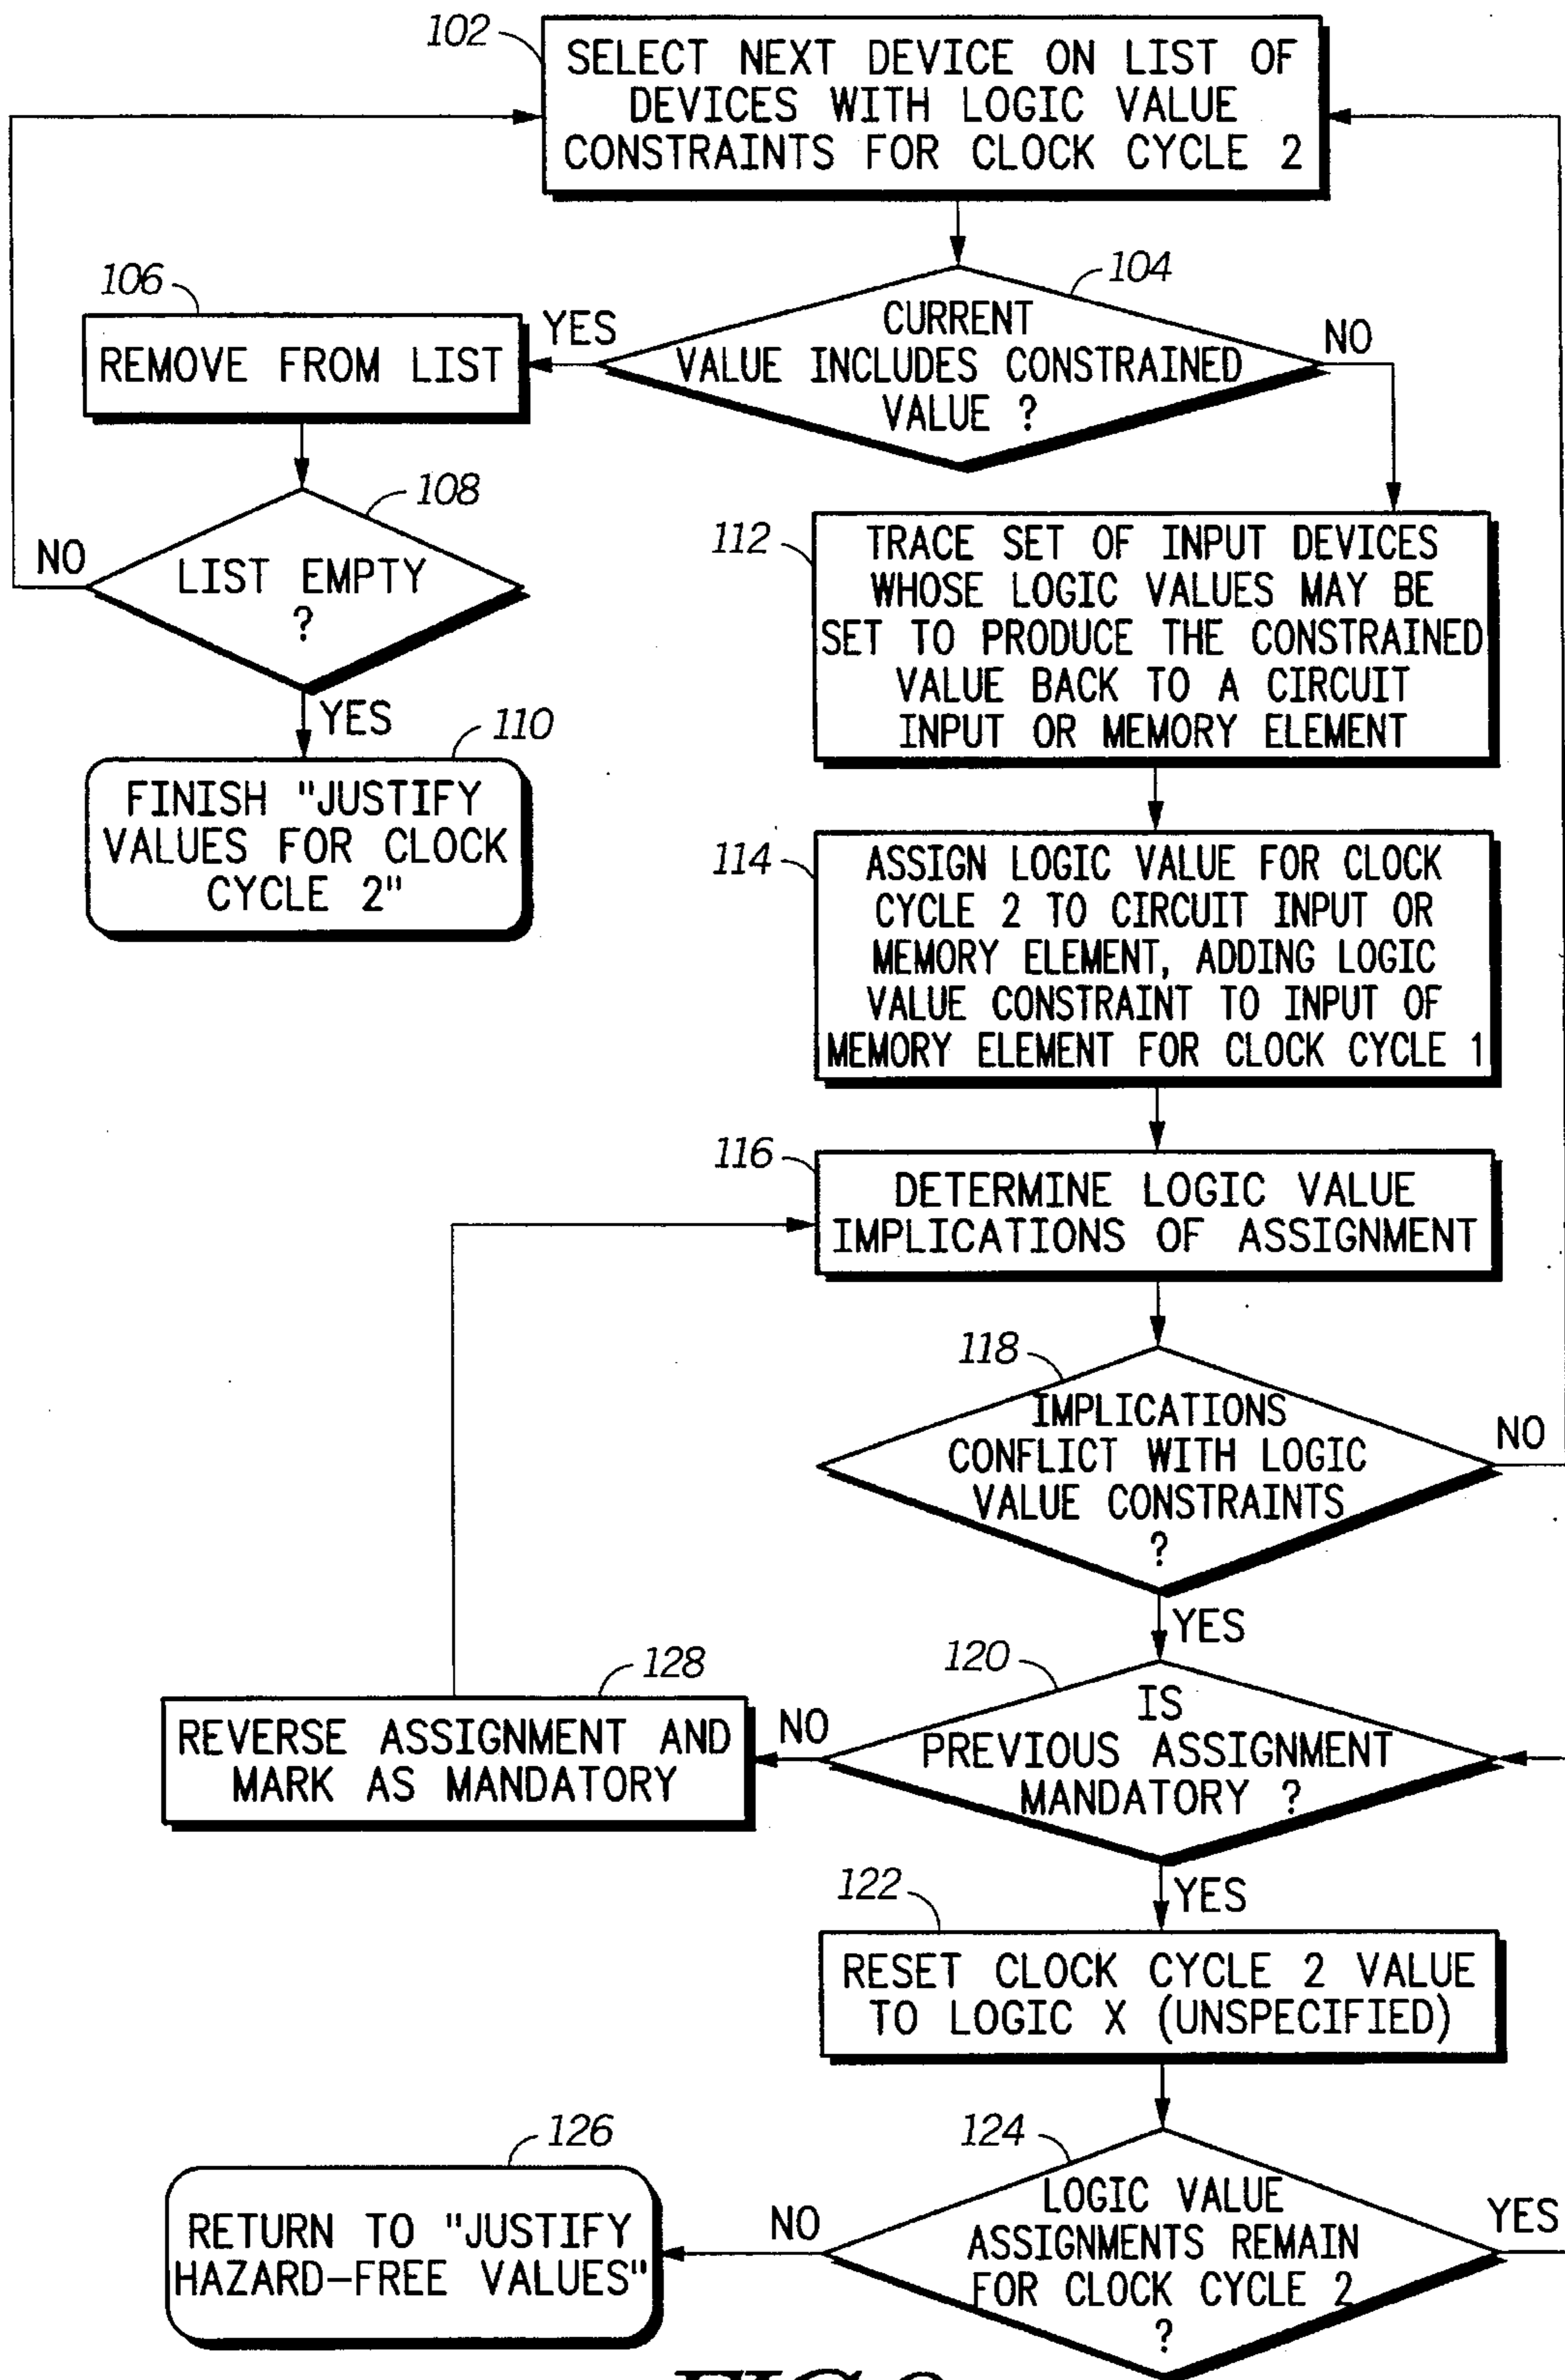 102
SELECT NEXT DEVICE ON LIST OF
DEVICES WITH LOGIC VALUE
CONSTRAINTS FOR CLOCK CYCLE 2
104
CURRENT
VALUE INCLUDES CONSTRAINED
VALUE ?
YES
NO
106
REMOVE FROM LIST
108
LIST EMPTY
?
NO
YES
110
FINISH "JUSTIFY
VALUES FOR CLOCK
CYCLE 2"
112
TRACE SET OF INPUT DEVICES
WHOSE LOGIC VALUES MAY BE
SET TO PRODUCE THE CONSTRAINED
VALUE BACK TO A CIRCUIT
INPUT OR MEMORY ELEMENT
114
ASSIGN LOGIC VALUE FOR CLOCK
CYCLE 2 TO CIRCUIT INPUT OR
MEMORY ELEMENT, ADDING LOGIC
VALUE CONSTRAINT TO INPUT OF
MEMORY ELEMENT FOR CLOCK CYCLE 1
116
DETERMINE LOGIC VALUE
IMPLICATIONS OF ASSIGNMENT
118
IMPLICATIONS
CONFLICT WITH LOGIC
VALUE CONSTRAINTS
?
NO
YES
120
IS
PREVIOUS ASSIGNMENT
MANDATORY ?
NO
YES
128
REVERSE ASSIGNMENT AND
MARK AS MANDATORY
122
RESET CLOCK CYCLE 2 VALUE
TO LOGIC X (UNSPECIFIED)
124
LOGIC VALUE
ASSIGNMENTS REMAIN
FOR CLOCK CYCLE 2
?
NO
YES
126
RETURN TO "JUSTIFY
HAZARD-FREE VALUES"